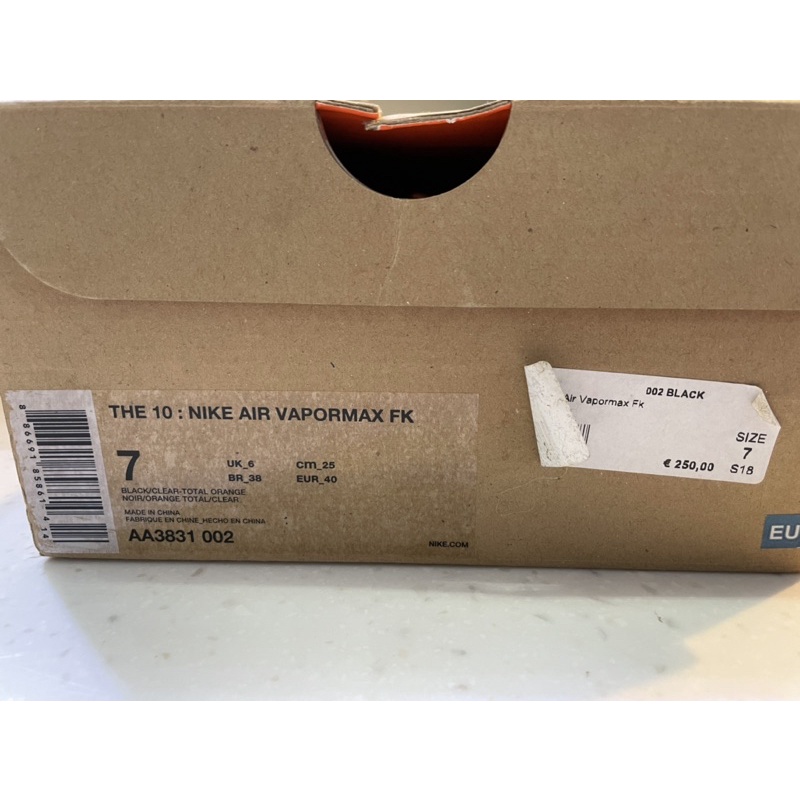 THE 10 : NIKE AIR VAPORMAX FK
7
UK_6 cm_25
BR_38 EUR_40
BLACK/CLEAR-TOTAL ORANGE
NOIR/ORANGE TOTAL/CLEAR
MADE IN CHINA
FABRIQUE EN CHINE_HECHO EN CHINA
AA3831 002
NIKE.COM
002 BLACK
Air Vapormax Fk
SIZE
7
€ 250,00 S18
EU